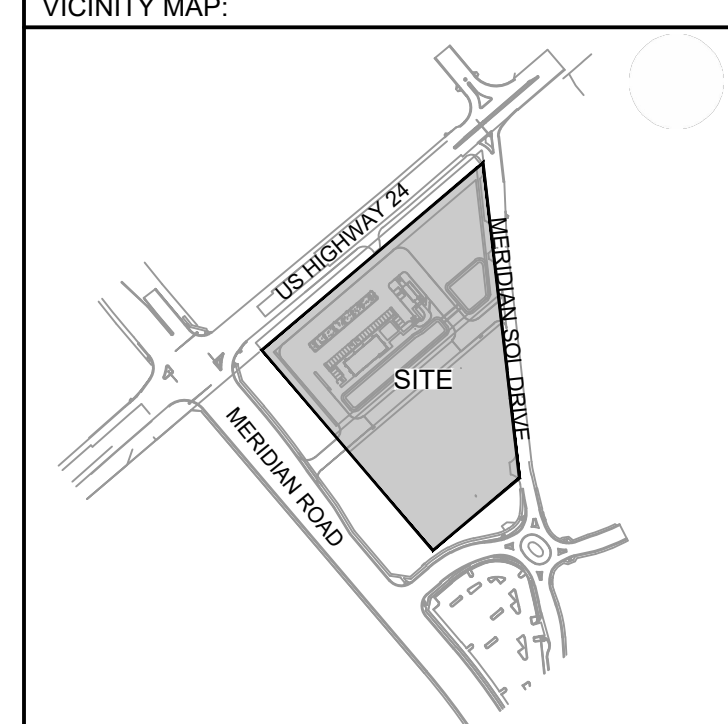 VICINITY MAP:
US HIGHWAY 24
MERIDIAN SOL DRIVE
SITE
MERIDIAN ROAD